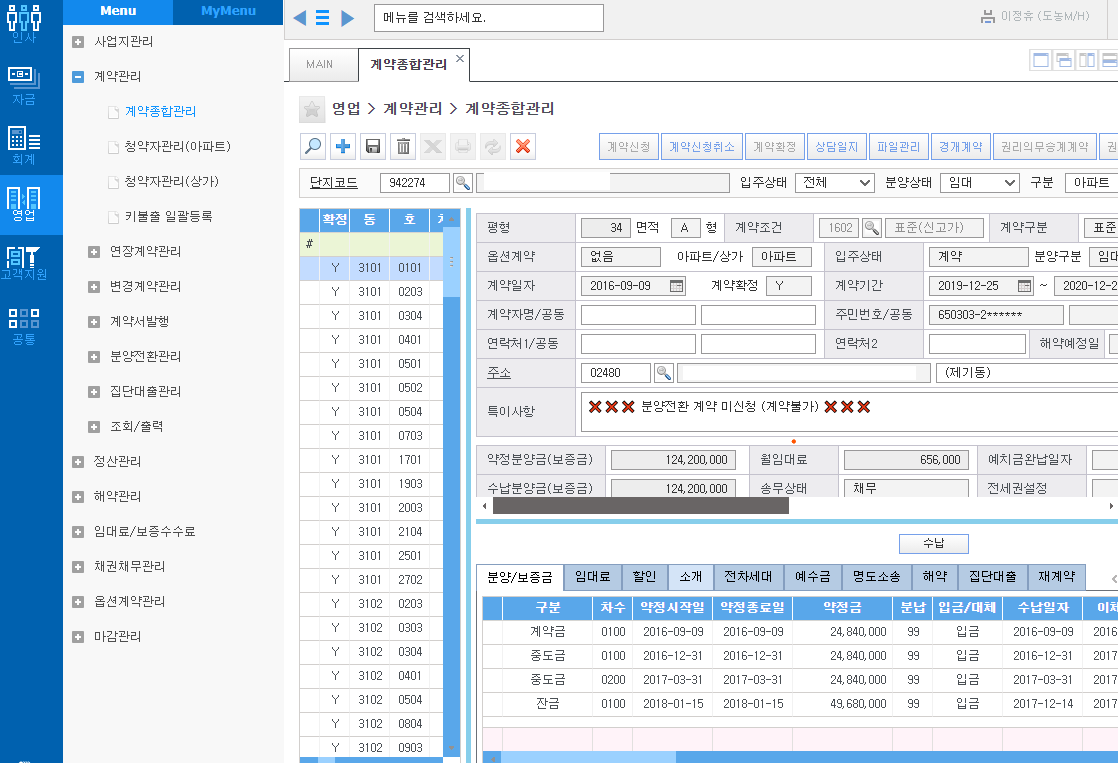 Menu MyMenu
인사
자금
회계
영업
고객지원
공통
사업지관리
계약관리
계약종합관리
청약자관리(아파트)
청약자관리(상가)
키불출 일괄등록
연장계약관리
변경계약관리
계약서발행
분양전환관리
집단대출관리
조회/출력
정산관리
해약관리
임대료/보증수수료
채권채무관리
옵션계약관리
마감관리
메뉴를 검색하세요.
이정휴 (도농M/H)
MAIN 계약종합관리
영업 > 계약관리 > 계약종합관리
계약신청 계약신청취소 계약확정 상담일지 파일관리 경개계약 권리의무승계계약 권
단지코드 942274 입주상태 전체 분양상태 임대 구분 아파트
확정 동 호
#
Y 3101 0101
Y 3101 0203
Y 3101 0304
Y 3101 0401
Y 3101 0501
Y 3101 0502
Y 3101 0504
Y 3101 0703
Y 3101 1701
Y 3101 1903
Y 3101 2003
Y 3101 2104
Y 3101 2501
Y 3101 2702
Y 3102 0203
Y 3102 0303
Y 3102 0304
Y 3102 0401
Y 3102 0504
Y 3102 0804
Y 3102 0903
평형 34 면적 A 형 계약조건 1602 표준(신고가) 계약구분 표준
옵션계약 없음 아파트/상가 아파트 입주상태 계약 분양구분 임대
계약일자 2016-09-09 계약확정 Y 계약기간 2019-12-25 ~ 2020-12-2
계약자명/공동 주민번호/공동 650303-2******
연락처1/공동 연락처2 해약예정일
주소 02480 (제기동)
특이사항 ❌❌❌ 분양전환 계약 미신청 (계약불가) ❌❌❌
약정분양금(보증금) 124,200,000 월임대료 656,000 예치금완납일자
수납분양금(보증금) 124,200,000 송무상태 채무 전세권설정
수납
분양/보증금 임대료 할인 소개 전차세대 예수금 명도소송 해약 집단대출 재계약
구분 차수 약정시작일 약정종료일 약정금 분납 입금/대체 수납일자 이차
계약금 0100 2016-09-09 2016-09-09 24,840,000 99 입금 2016-09-09 2016
중도금 0100 2016-12-31 2016-12-31 24,840,000 99 입금 2016-12-31 2017
중도금 0200 2017-03-31 2017-03-31 24,840,000 99 입금 2017-03-31 2017
잔금 0100 2018-01-15 2018-01-15 49,680,000 99 입금 2017-12-14 2017